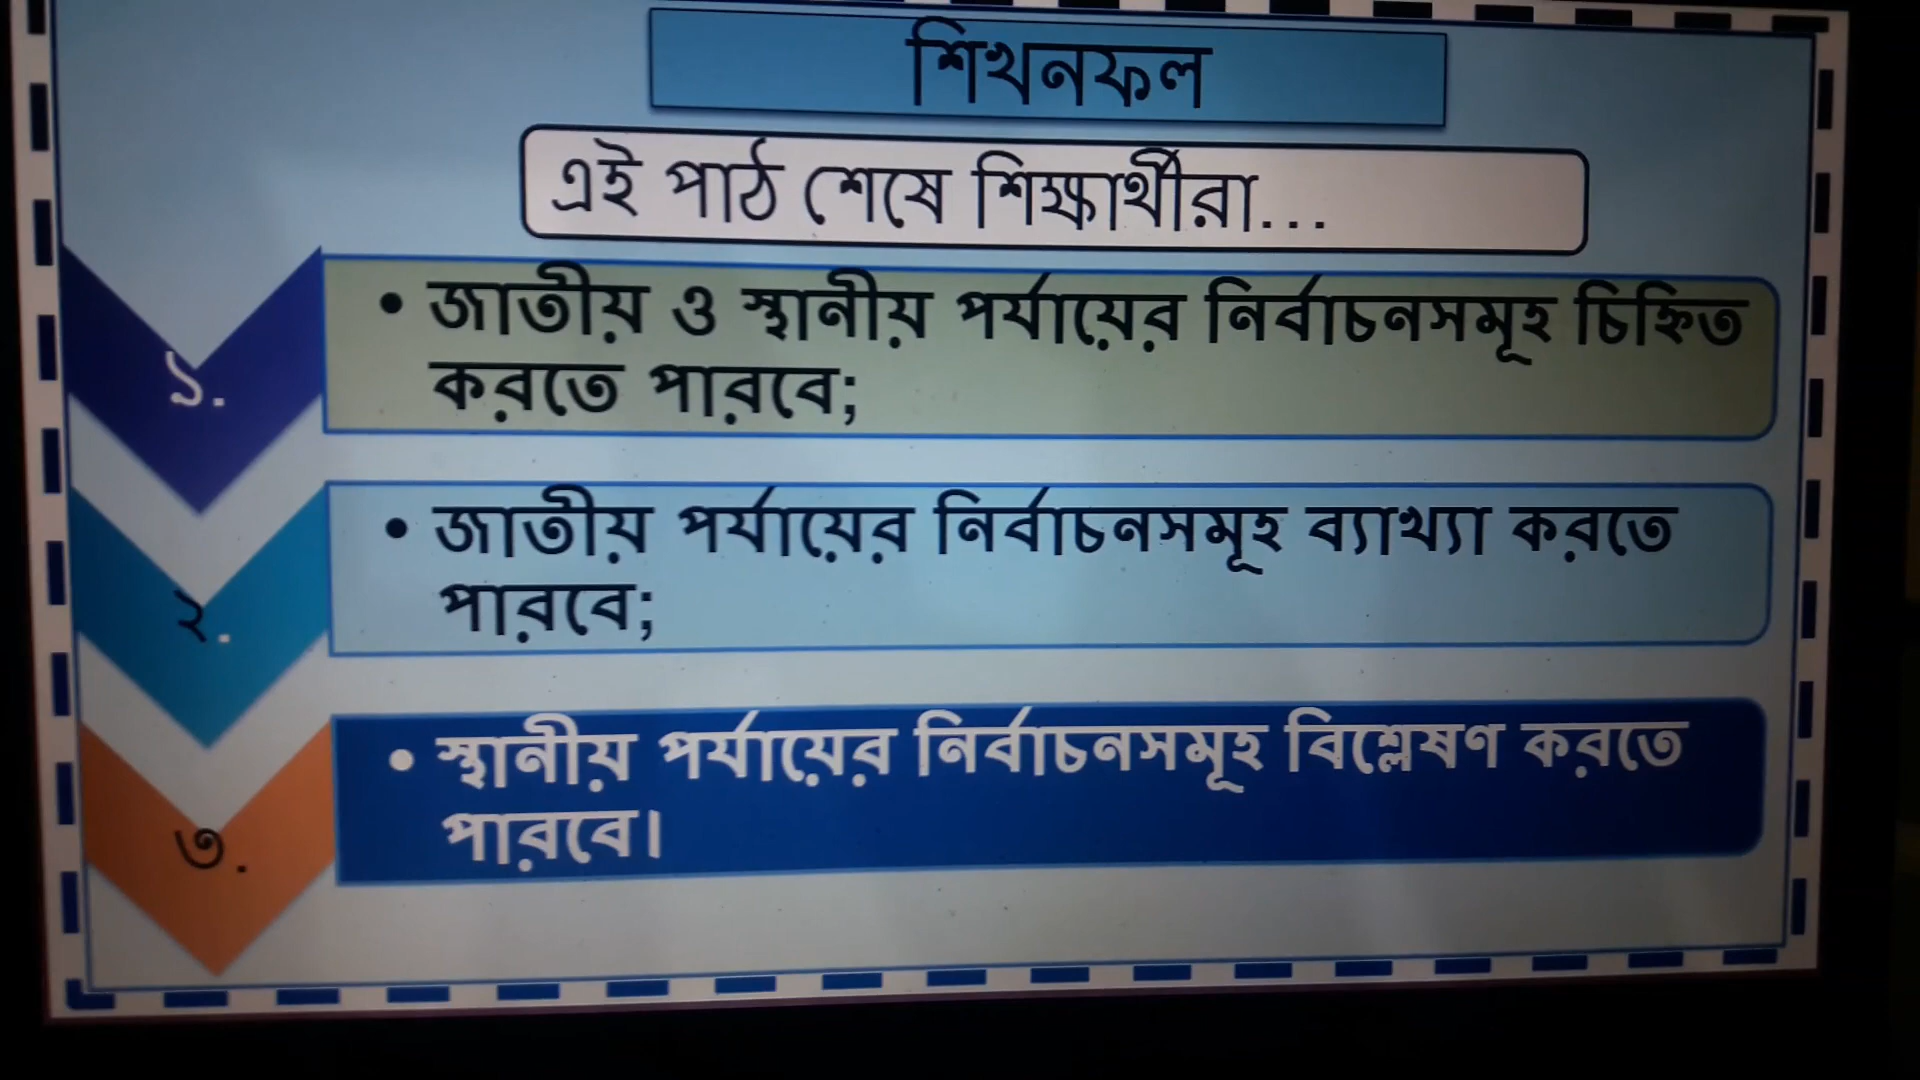 শিখনফল
এই পাঠ শেষে শিক্ষার্থীরা...
১.
• জাতীয় ও স্থানীয় পর্যায়ের নির্বাচনসমূহ চিহ্নিত
করতে পারবে;
২.
• জাতীয় পর্যায়ের নির্বাচনসমূহ ব্যাখ্যা করতে
পারবে;
৩.
• স্থানীয় পর্যায়ের নির্বাচনসমূহ বিশ্লেষণ করতে
পারবে।